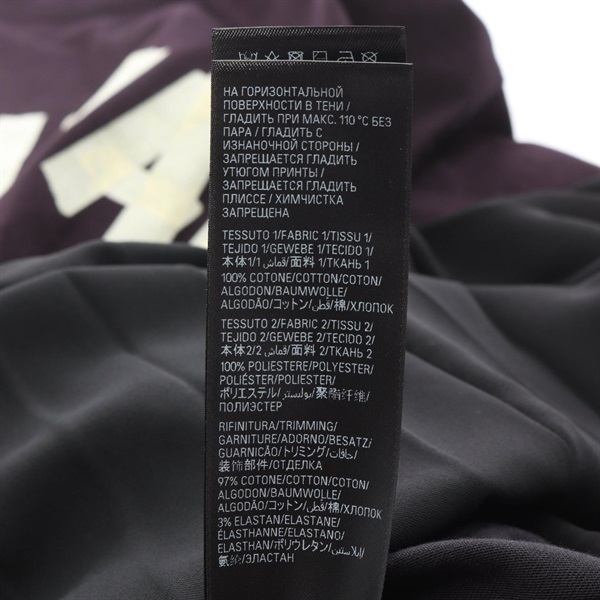 НА ГОРИЗОНТАЛЬНОЙ
ПОВЕРХНОСТИ В ТЕНИ /
ГЛАДИТЬ ПРИ МАКС. 110 °C БЕЗ
ПАРА / ГЛАДИТЬ С
ИЗНАНОЧНОЙ СТОРОНЫ /
ЗАПРЕЩАЕТСЯ ГЛАДИТЬ
УТЮГОМ ПРИНТЫ /
ЗАПРЕЩАЕТСЯ ГЛАДИТЬ
ПЛИССЕ / ХИМЧИСТКА
ЗАПРЕЩЕНА
TESSUTO 1/FABRIC 1/TISSU 1/
TEJIDO 1/GEWEBE 1/TECIDO 1/
本体1/قماش 1/面料 1/ТКАНЬ 1
100% COTONE/COTTON/COTON/
ALGODON/BAUMWOLLE/
ALGODÃO/コットン/قطن/棉/ХЛОПОК
TESSUTO 2/FABRIC 2/TISSU 2/
TEJIDO 2/GEWEBE 2/TECIDO 2/
本体2/قماش 2/面料 2/ТКАНЬ 2
100% POLIESTERE/POLYESTER/
POLIÉSTER/POLIESTER/
ポリエステル/بوليستر/聚酯纤维/
ПОЛИЭСТЕР
RIFINITURA/TRIMMING/
GARNITURE/ADORNO/BESATZ/
GUARNICÃO/トリミング/حافات/
装饰部件/ОТДЕЛКА
97% COTONE/COTTON/COTON/
ALGODON/BAUMWOLLE/
ALGODÃO/コットン/قطن/棉/ХЛОПОК
3% ELASTAN/ELASTANE/
ÉLASTHANNE/ELASTANO/
ELASTHAN/ポリウレタン/إيلاستين/
氨纶/ЭЛАСТАН